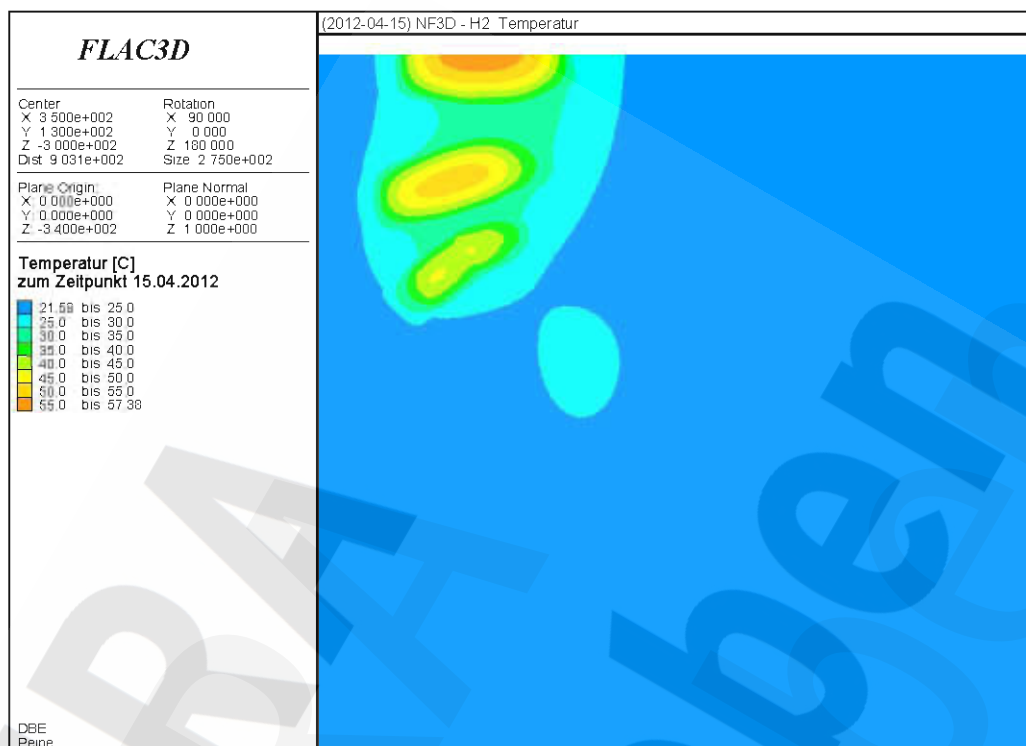 (2012-04-15) NF3D - H2 Temperatur
FLAC3D
Center
X 3 500e+002
Y 1 300e+002
Z -3 000e+002
Dist 9 031e+002
Rotation
X 90 000
Y 0 000
Z 180 000
Size 2 750e+002
Plane Origin:
X: 0.000e+000
Y: 0.000e+000
Z: -3.400e+002
Plane Normal
X 0 000e+000
Y 0 000e+000
Z 1 000e+000
Temperatur [C]
zum Zeitpunkt 15.04.2012
21.59 bis 25 0
25.0 bis 30.0
30.0 bis 35.0
35.0 bis 40 0
40.0 bis 45.0
45.0 bis 50.0
50.0 bis 55.0
55.0 bis 57 38
DBE
Peine
ben